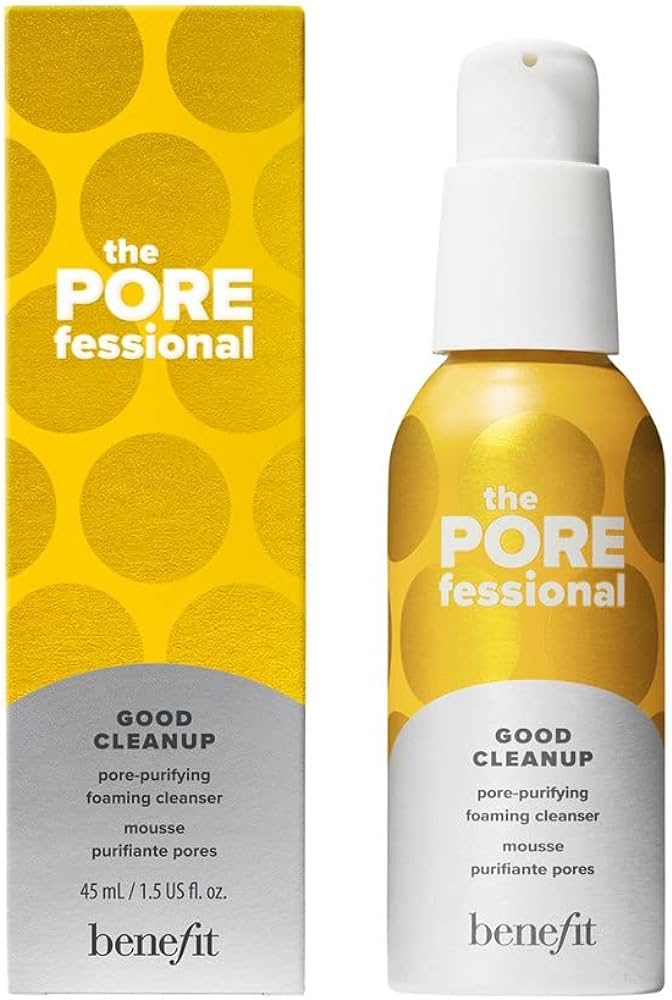 the
PORE
fessional
GOOD
CLEANUP
pore-purifying
foaming cleanser
mousse
purifiante pores
45 mL / 1.5 US fl. oz.
benefit
the
PORE
fessional
GOOD
CLEANUP
pore-purifying
foaming cleanser
mousse
purifiante pores
benefit